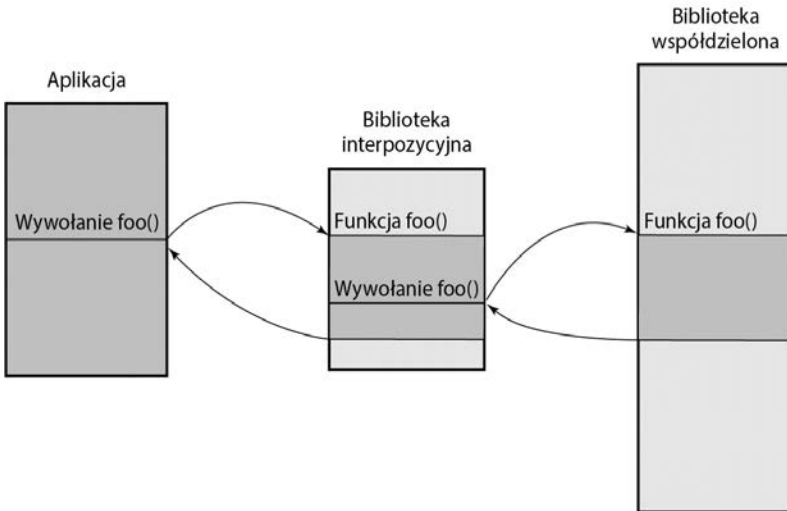 Aplikacja
Wywołanie foo()
Biblioteka
interpozycyjna
Funkcja foo()
Wywołanie foo()
Biblioteka
współdzielona
Funkcja foo()